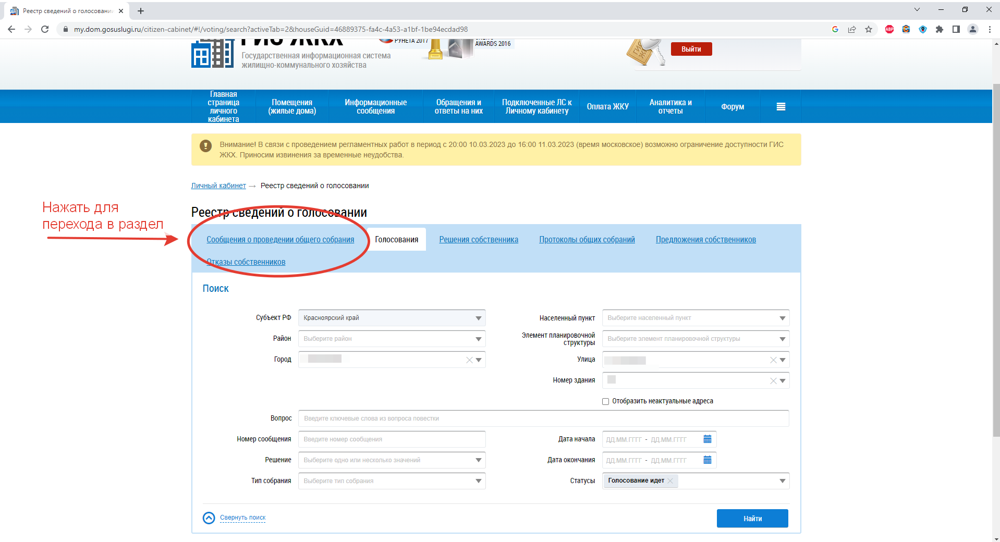 Реестр сведений о голосовани
my.dom.gosuslugi.ru/citizen-cabinet/#!/voting/search?activeTab=2&houseGuid=46889375-fa4c-4a53-a1bf-1be94ecdad98
ABP
ГИС ЖКХ
РУНЕТА 2017
AWARDS 2016
Государственная информационная система
жилищно-коммунального хозяйства
ГИС
ЖК
Выйти
Главная
страница
личного
кабинета
Помещения
(жилые дома)
Информационные
сообщения
Обращения и
ответы на них
Подключенные ЛС к
Личному кабинету
Оплата ЖКУ
Аналитика и
отчеты
Форум
Внимание! В связи с проведением регламентных работ в период с 20:00 10.03.2023 до 16:00 11.03.2023 (время московское) возможно ограничение доступности ГИС
ЖКХ. Приносим извинения за временные неудобства.
Личный кабинет → Реестр сведений о голосовании
Нажать для
перехода в раздел
Реестр сведений о голосовании
Сообщения о проведении общего собрания
Голосования
Решения собственника
Протоколы общих собраний
Предложения собственников
Отказы собственников
Поиск
Субъект РФ
Красноярский край
Населенный пункт
Выберите населенный пункт
Район
Выберите район
Элемент планировочной
структуры
Выберите элемент планировочной структуры
Город
Улица
Номер здания
Отобразить неактуальные адреса
Вопрос
Введите ключевые слова из вопроса повестки
Номер сообщения
Введите номер сообщения
Дата начала
ДД.ММ.ГГГГ - ДД.ММ.ГГГГ
Решение
Выберите одно или несколько значений
Дата окончания
ДД.ММ.ГГГГ - ДД.ММ.ГГГГ
Тип собрания
Выберите тип собрания
Статусы
Голосование идет
Свернуть поиск
Найти